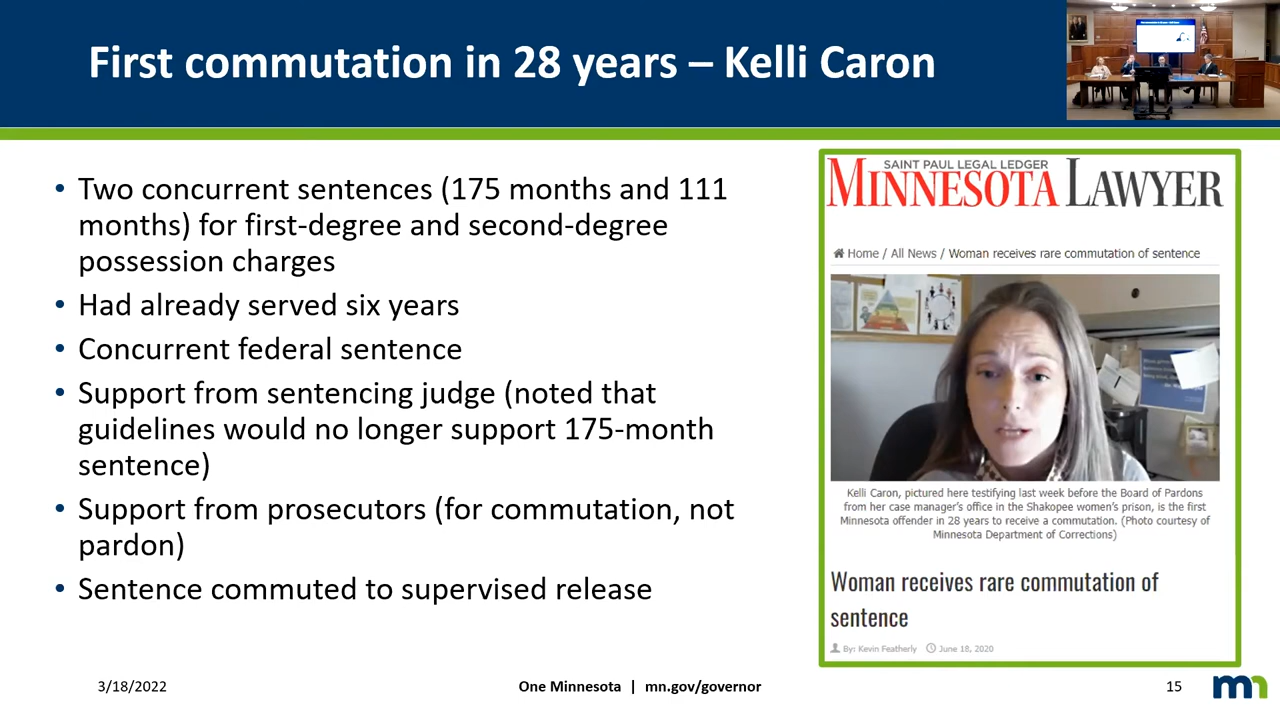 First commutation in 28 years – Kelli Caron
• Two concurrent sentences (175 months and 111
months) for first-degree and second-degree
possession charges
• Had already served six years
• Concurrent federal sentence
• Support from sentencing judge (noted that
guidelines would no longer support 175-month
sentence)
• Support from prosecutors (for commutation, not
pardon)
• Sentence commuted to supervised release
SAINT PAUL LEGAL LEDGER
MINNESOTA LAWYER
Home / All News / Woman receives rare commutation of sentence
Kelli Caron, pictured here testifying last week before the Board of Pardons
from her case manager's office in the Shakopee women's prison, is the first
Minnesota offender in 28 years to receive a commutation. (Photo courtesy of
Minnesota Department of Corrections)
Woman receives rare commutation of
sentence
By: Kevin Featherly June 18, 2020
3/18/2022
One Minnesota | mn.gov/governor
15
mn